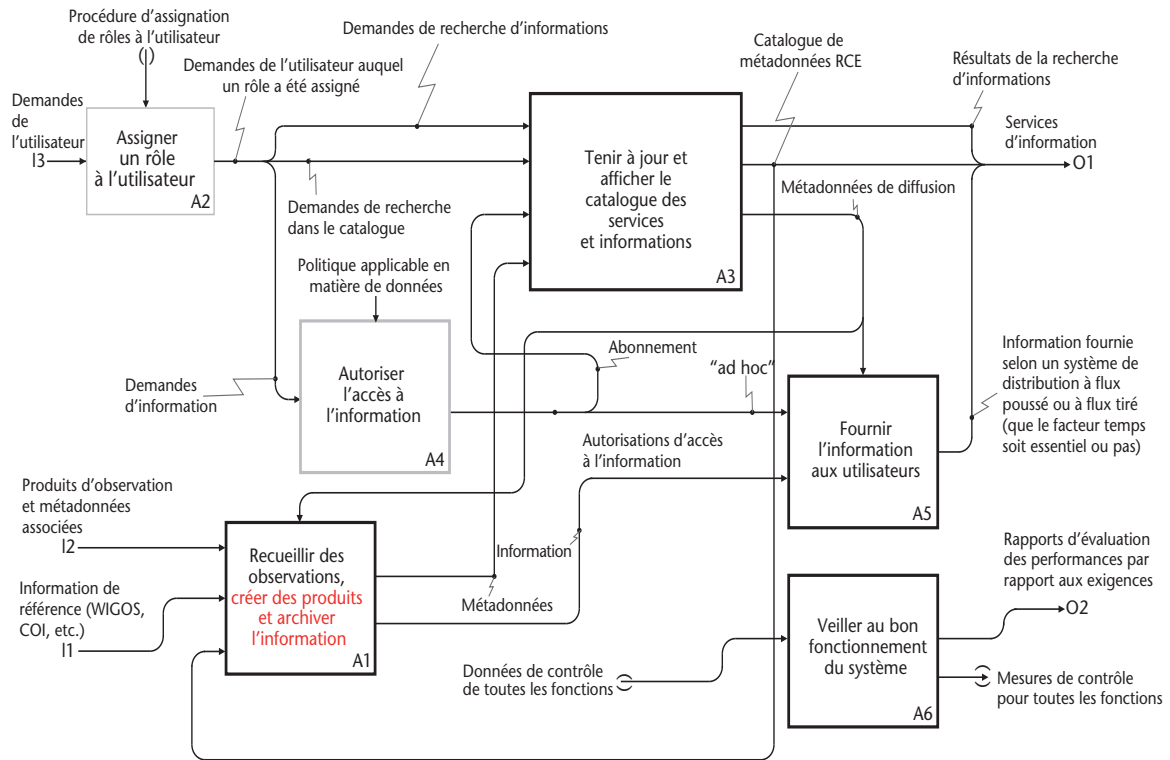 Procédure d'assignation
de rôles à l'utilisateur
()
Demandes de recherche d'informations
Catalogue de
métadonnées RCE
Résultats de la recherche
d'informations
Demandes de l'utilisateur auquel
un rôle a été assigné
Demandes
de
l'utilisateur
I3
Assigner
un rôle
à l'utilisateur
A2
Tenir à jour et
afficher le
catalogue des
services
et informations
A3
Services
d'information
O1
Métadonnées de diffusion
Demandes de recherche
dans le catalogue
Politique applicable en
matière de données
Autoriser
l'accès à
l'information
A4
Abonnement
"ad hoc"
Demandes
d'information
Information fournie
selon un système de
distribution à flux
poussé ou à flux tiré
(que le facteur temps
soit essentiel ou pas)
Fournir
l'information
aux utilisateurs
A5
Autorisations d'accès
à l'information
Produits d'observation
et métadonnées
associées
I2
Information de
référence (WIGOS,
COI, etc.)
I1
Recueillir des
observations,
créer des produits
et archiver
l'information
A1
Information
Métadonnées
Données de contrôle
de toutes les fonctions
Veiller au bon
fonctionnement
du système
A6
Rapports d'évaluation
des performances par
rapport aux exigences
O2
Mesures de contrôle
pour toutes les fonctions